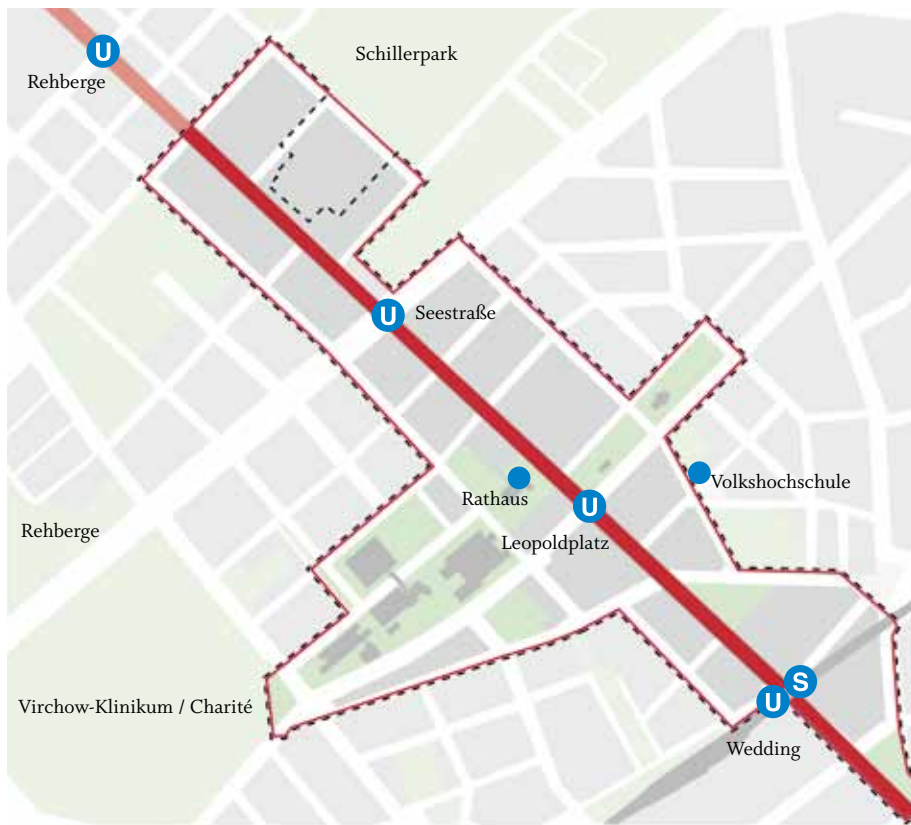 U
Schillerpark
Rehberge
U
Seestraße
Volkshochschule
Rathaus
U
Rehberge
Leopoldplatz
S
U
Virchow-Klinikum / Charité
Wedding